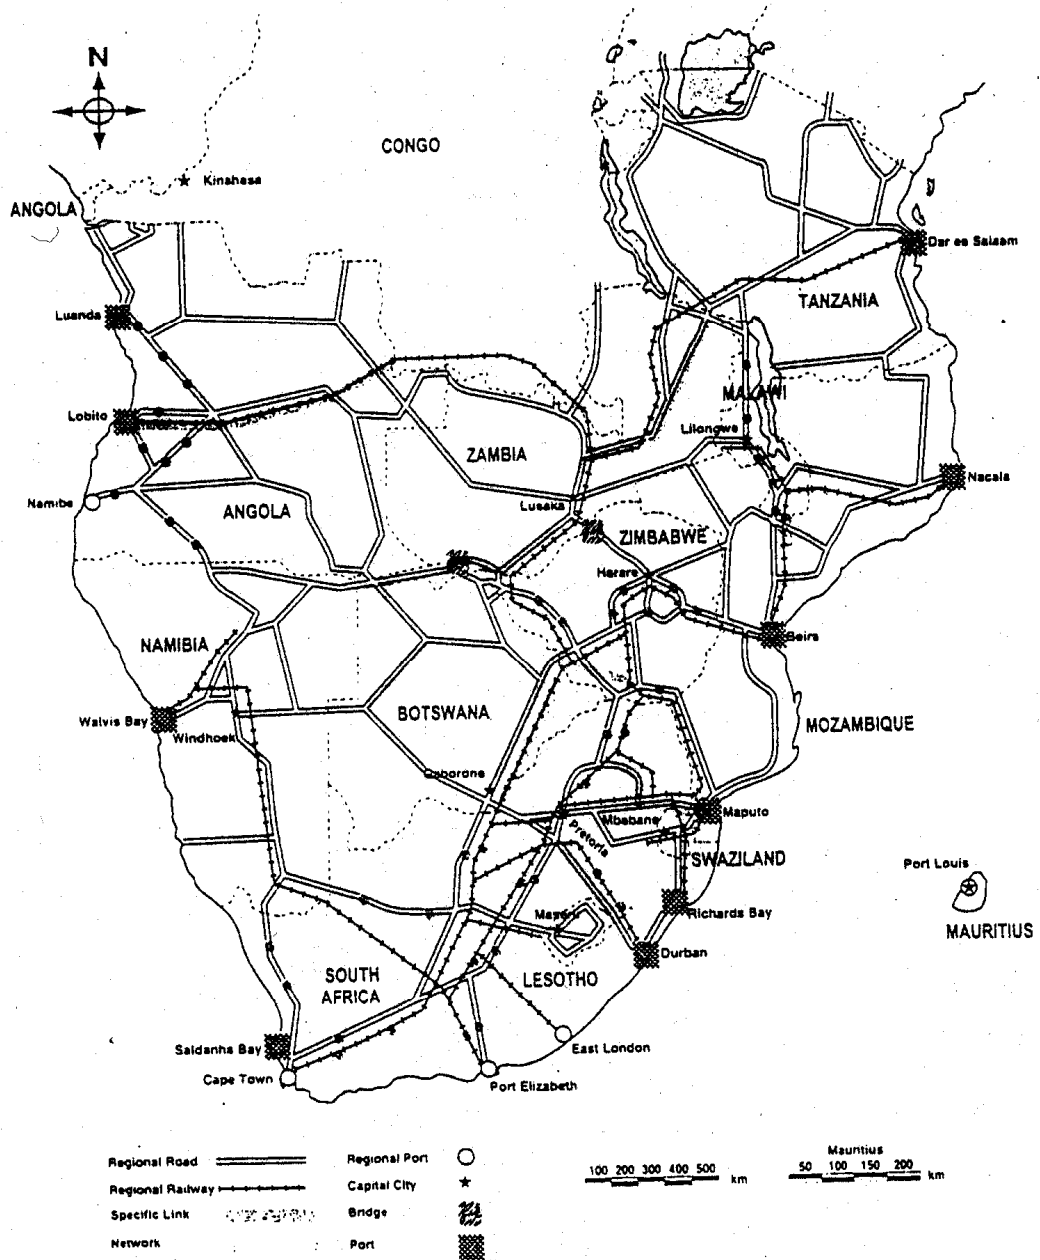 N
CONGO
Kinahasa
ANGOLA
Dar es Salaam
TANZANIA
Luanda
MALAWI
Lobito
Lilongwe
ZAMBIA
Nacala
Namibe
ANGOLA
Lusaka
ZIMBABWE
Harare
Beira
NAMIBIA
BOTSWANA
Walvis Bay
MOZAMBIQUE
Windhoek
Gaborone
Mbabane
Maputo
Pretoria
SWAZILAND
Port Louis
Maseru
Richards Bay
MAURITIUS
Durban
SOUTH
AFRICA
LESOTHO
Saldanha Bay
East London
Cape Town
Port Elizabeth
Regional Road
Regional Port
Mauritius
100 200 300 400 500 km
50 100 150 200 km
Regional Railway
Capital City
Specific Link
Bridge
Network
Port